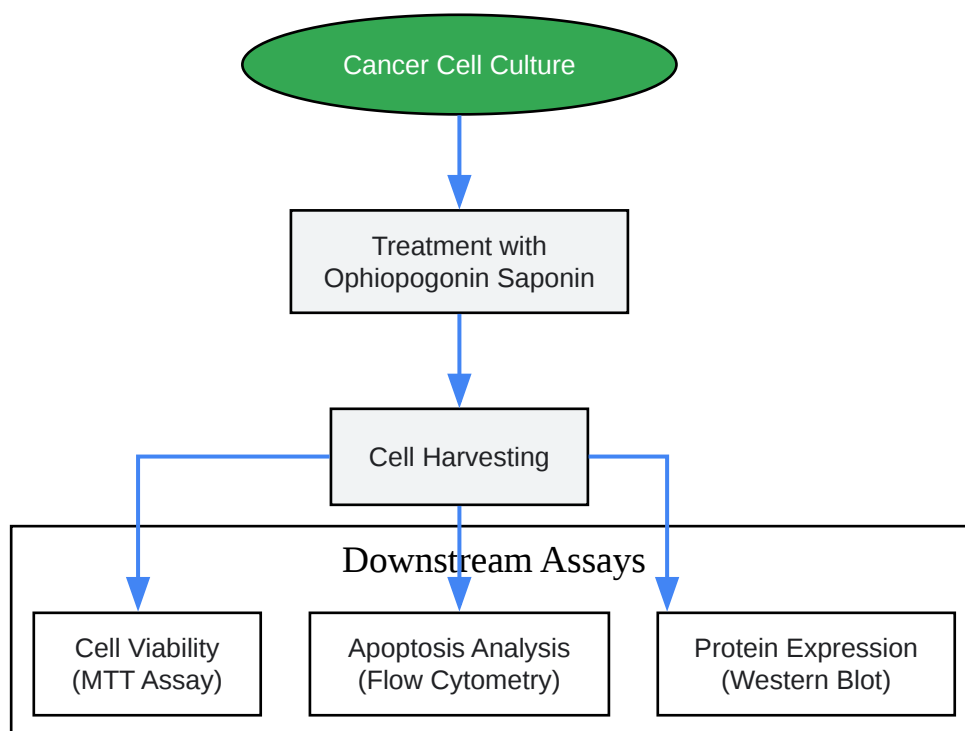 Cancer Cell Culture
Treatment with
Ophiopogonin Saponin
Cell Harvesting
Downstream Assays
Cell Viability
(MTT Assay)
Apoptosis Analysis
(Flow Cytometry)
Protein Expression
(Western Blot)